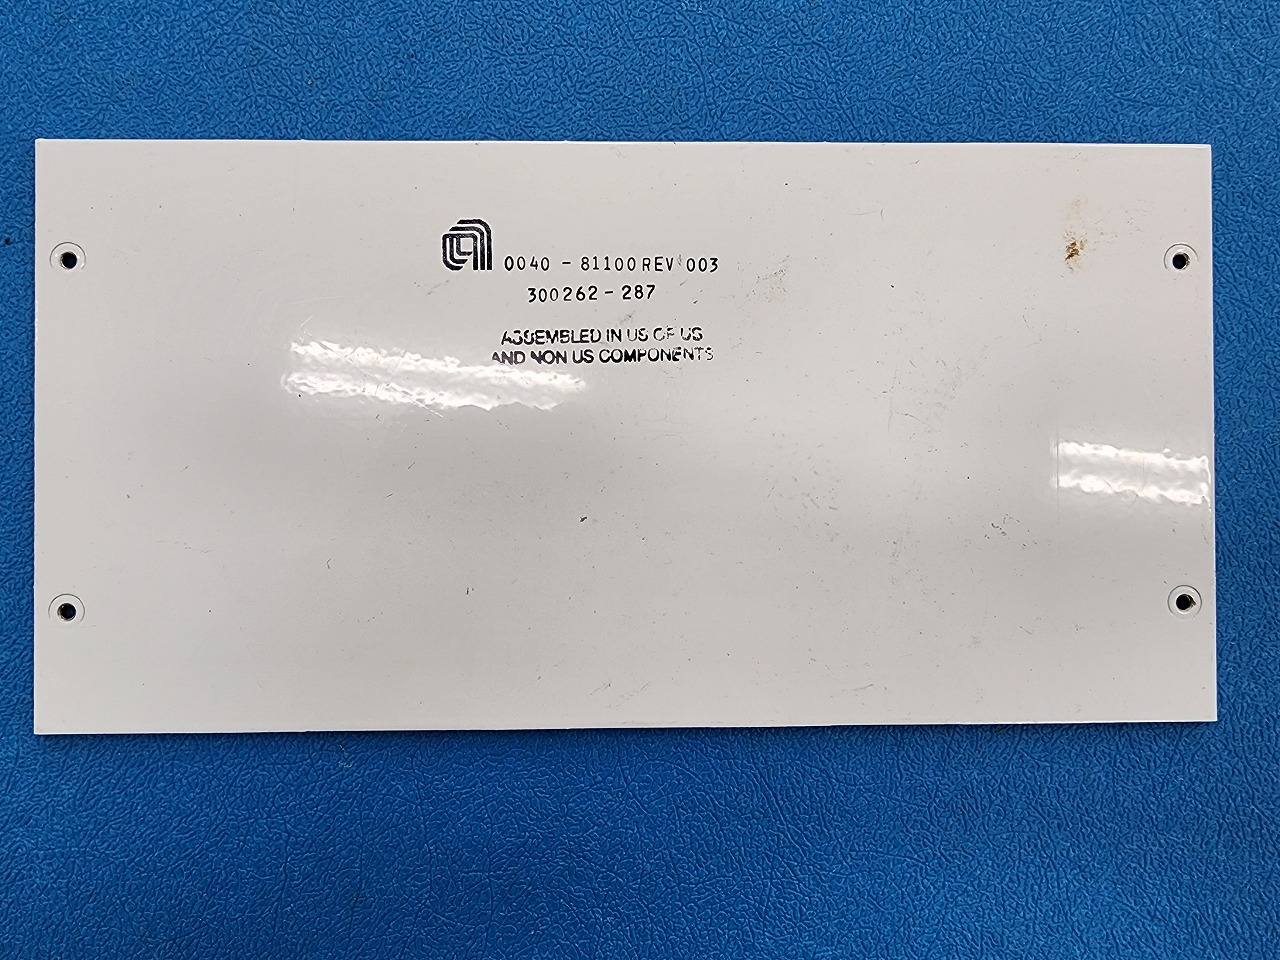 0040 - 81100 REV 003
300262 - 287
ASSEMBLED IN US OF US
AND NON US COMPONENTS